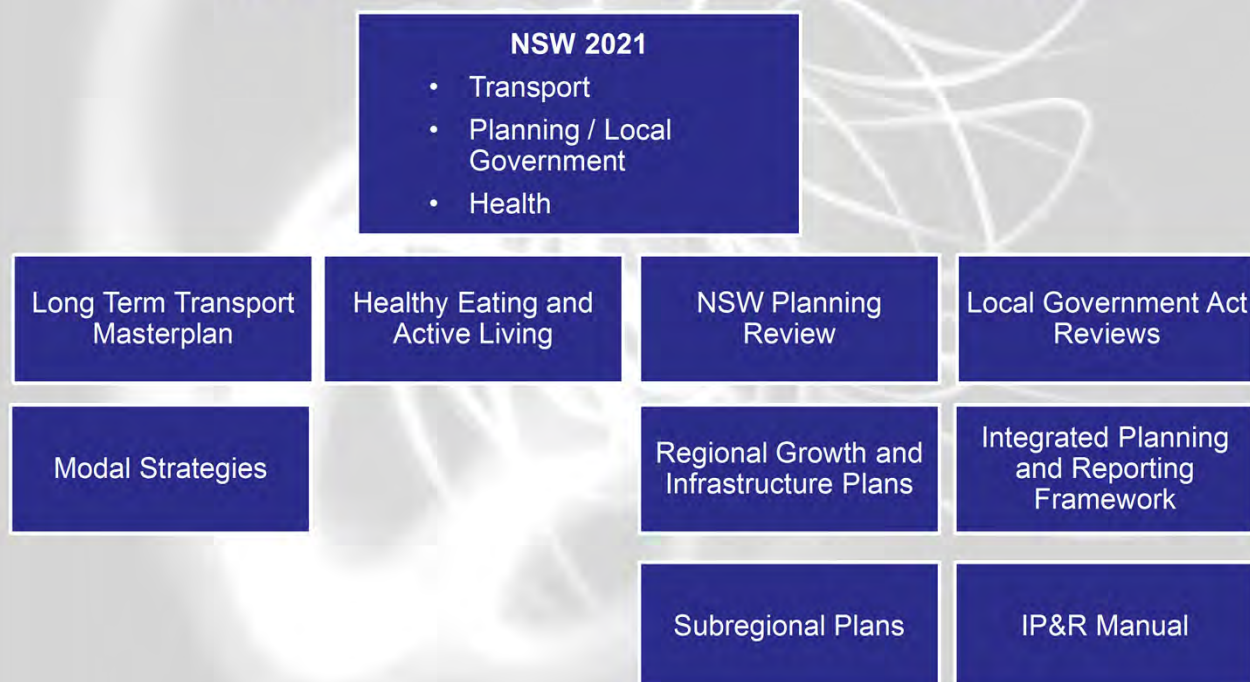 NSW 2021
• Transport
• Planning / Local
Government
• Health
Long Term Transport
Masterplan
Healthy Eating and
Active Living
NSW Planning
Review
Local Government Act
Reviews
Modal Strategies
Regional Growth and
Infrastructure Plans
Integrated Planning
and Reporting
Framework
Subregional Plans
IP&R Manual